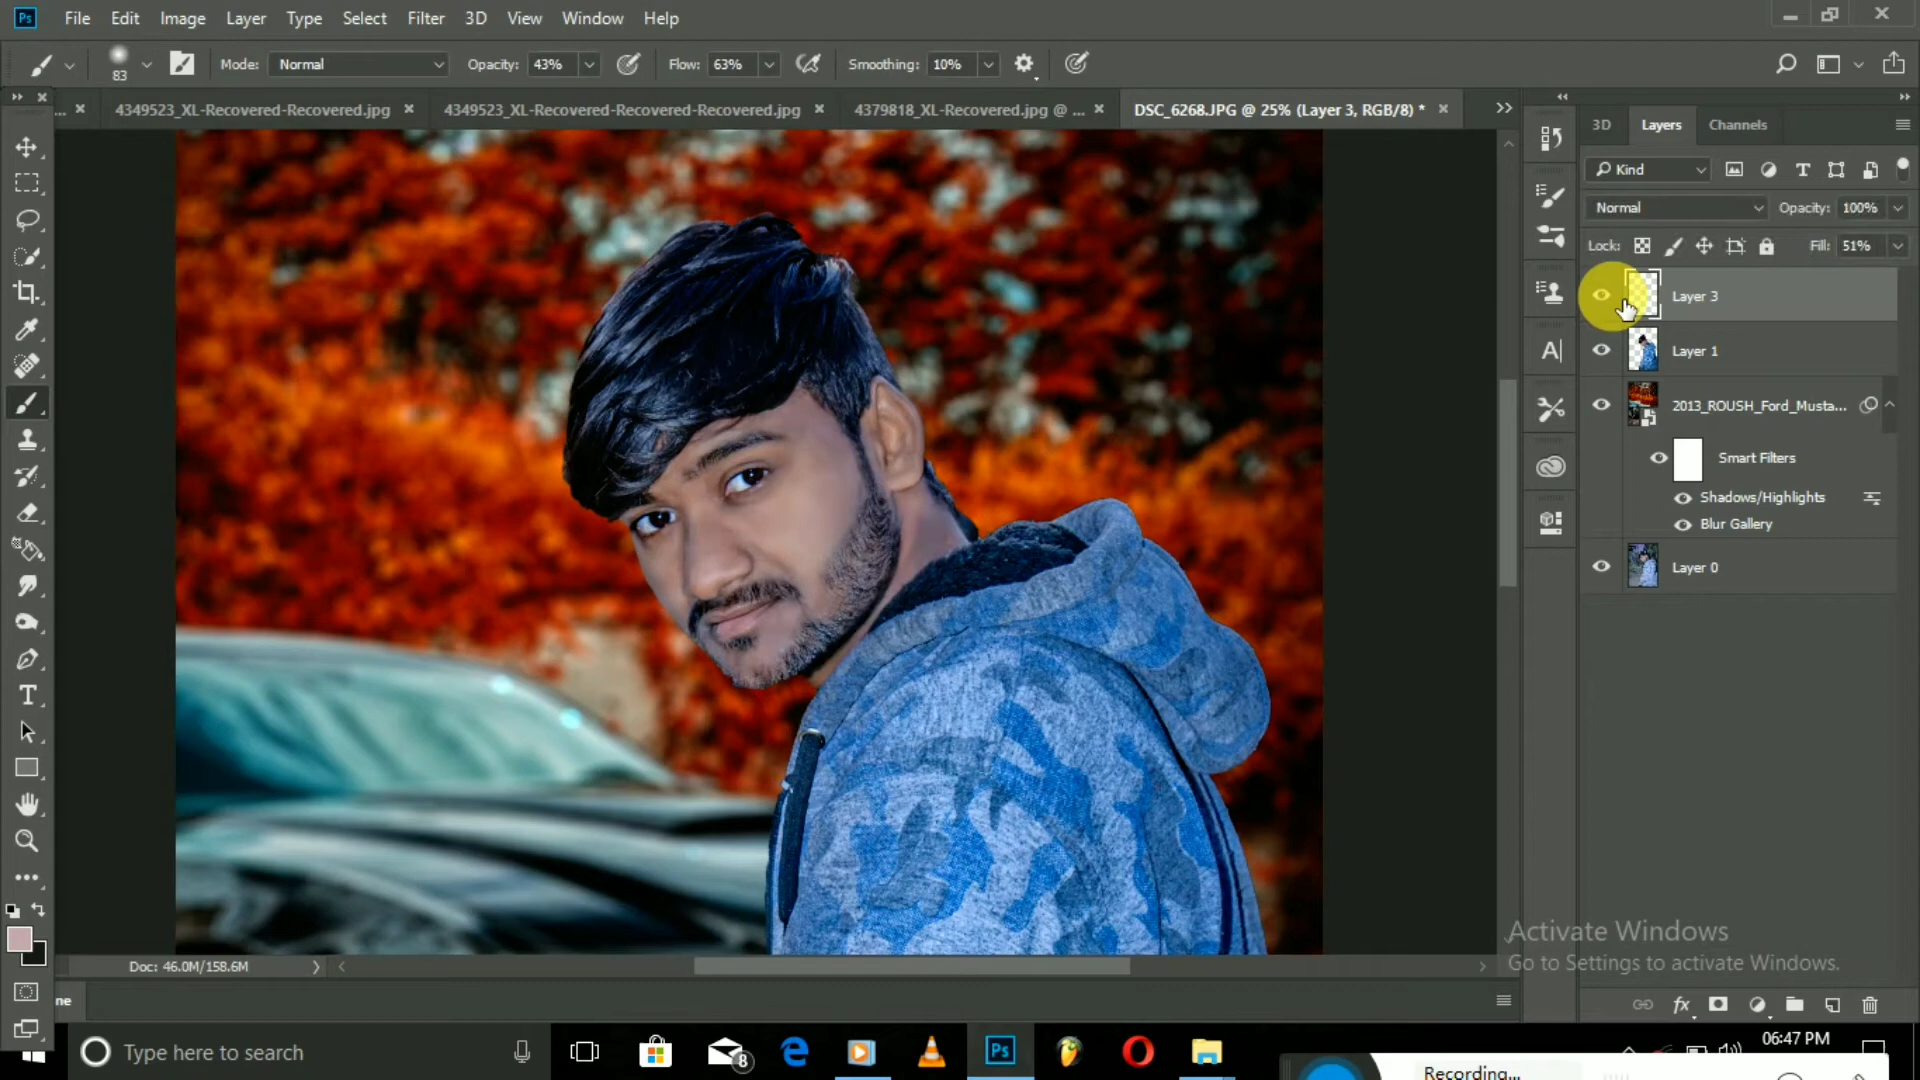 Ps File Edit Image Layer Type Select Filter 3D View Window Help
83 Mode: Normal Opacity: 43% Flow: 63% Smoothing: 10%
... 4349523_XL-Recovered-Recovered.jpg 4349523_XL-Recovered-Recovered-Recovered.jpg 4379818_XL-Recovered.jpg @ ... DSC_6268.JPG @ 25% (Layer 3, RGB/8) *
3D Layers Channels
Kind
Normal Opacity: 100%
Lock: Fill: 51%
Layer 3
Layer 1
2013_ROUSH_Ford_Musta...
Smart Filters
Shadows/Highlights
Blur Gallery
Layer 0
Activate Windows
Go to Settings to activate Windows.
Doc: 46.0M/158.6M
ne
Type here to search
8
Ps
06:47 PM
Recording...